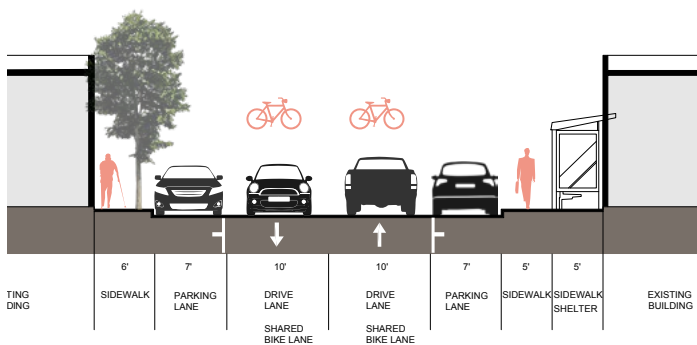 6' 7' 10' 10' 7' 5' 5'
TING
DING
SIDEWALK
PARKING
LANE
DRIVE
LANE
SHARED
BIKE LANE
DRIVE
LANE
SHARED
BIKE LANE
PARKING
LANE
SIDEWALK
SIDEWALK
SHELTER
EXISTING
BUILDING